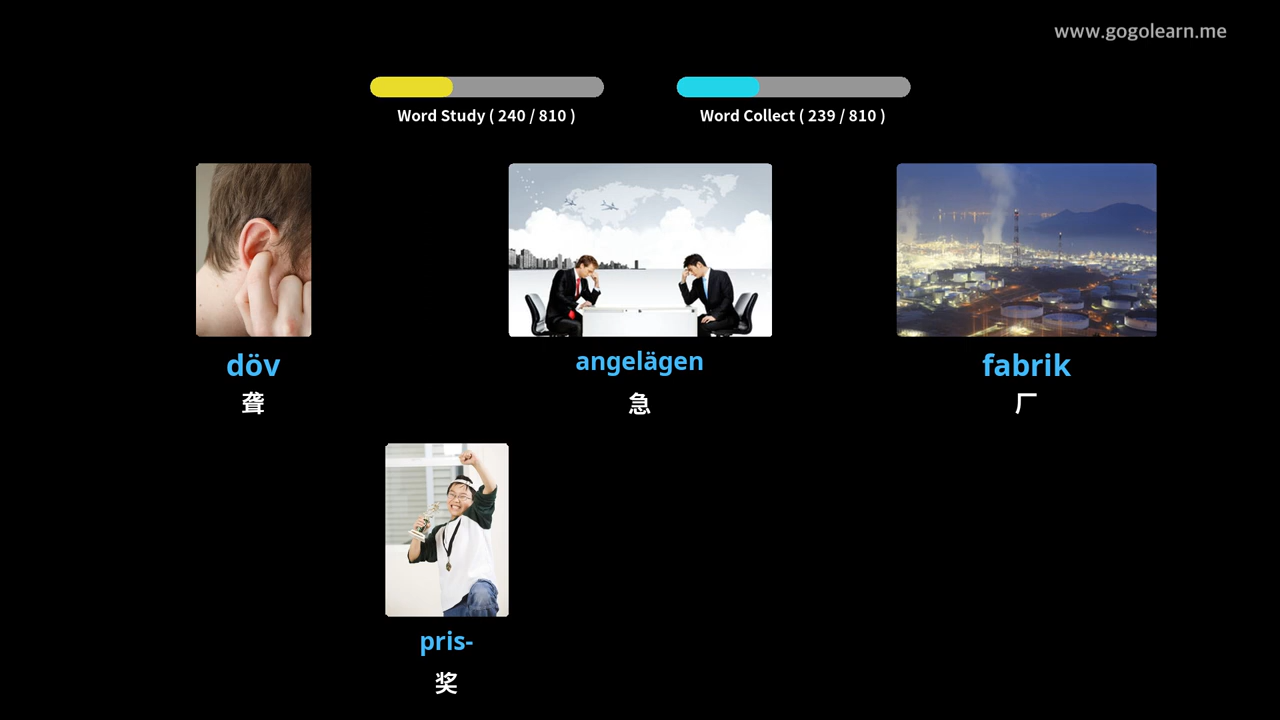 www.gogolearn.me
Word Study ( 240 / 810 )
Word Collect ( 239 / 810 )
döv
聋
angelägen
急
fabrik
厂
pris-
奖